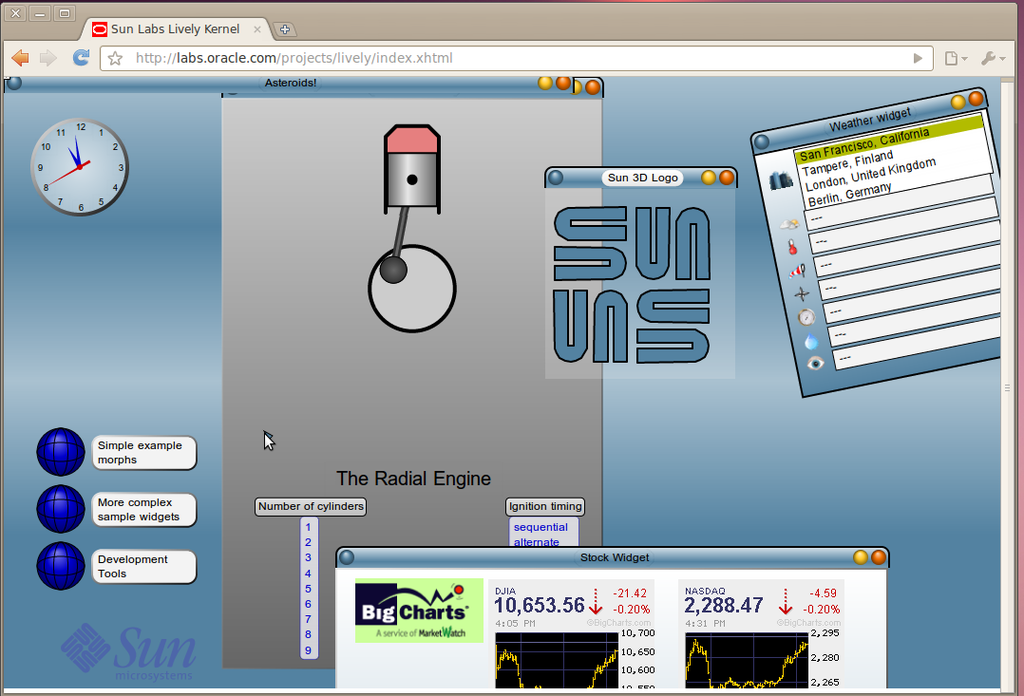 Sun Labs Lively Kernel
http://labs.oracle.com/projects/lively/index.xhtml
Asteroids!
12
1
2
3
4
5
6
7
8
9
10
11
Weather widget
San Francisco, California
Tampere, Finland
London, United Kingdom
Berlin, Germany
---
---
---
---
---
---
---
Sun 3D Logo
Simple example
morphs
More complex
sample widgets
Development
Tools
Sun
microsystems
The Radial Engine
Number of cylinders
1
2
3
4
5
6
7
8
9
Ignition timing
sequential
alternate
Stock Widget
BigCharts
A service of MarketWatch
DJIA
10,653.56
-21.42
-0.20%
4:05 PM
@BigCharts.com
10,700
10,650
10,600
NASDAQ
2,288.47
-4.59
-0.20%
4:31 PM
@BigCharts.com
2,295
2,280
2,265